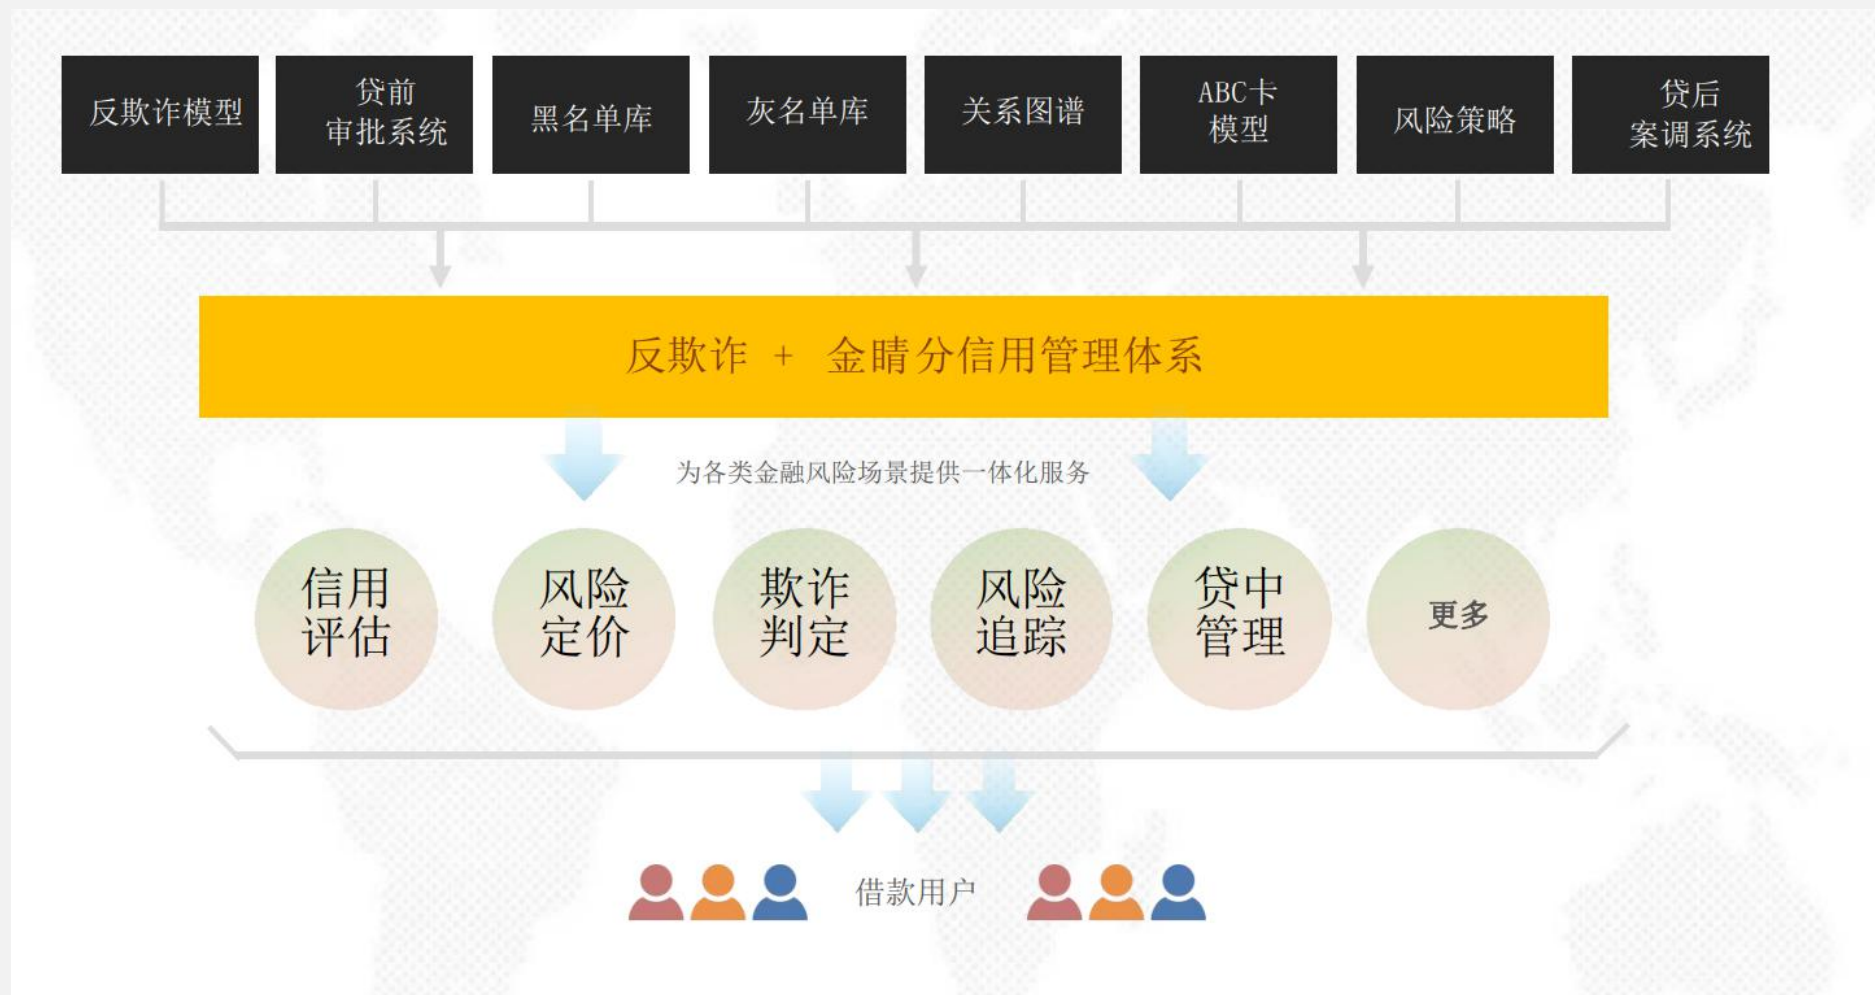 反欺诈模型
贷前
审批系统
黑名单库
灰名单库
关系图谱
ABC卡
模型
风险策略
贷后
案调系统
反欺诈 + 金睛分信用管理体系
为各类金融风险场景提供一体化服务
信用
评估
风险
定价
欺诈
判定
风险
追踪
贷中
管理
更多
借款用户